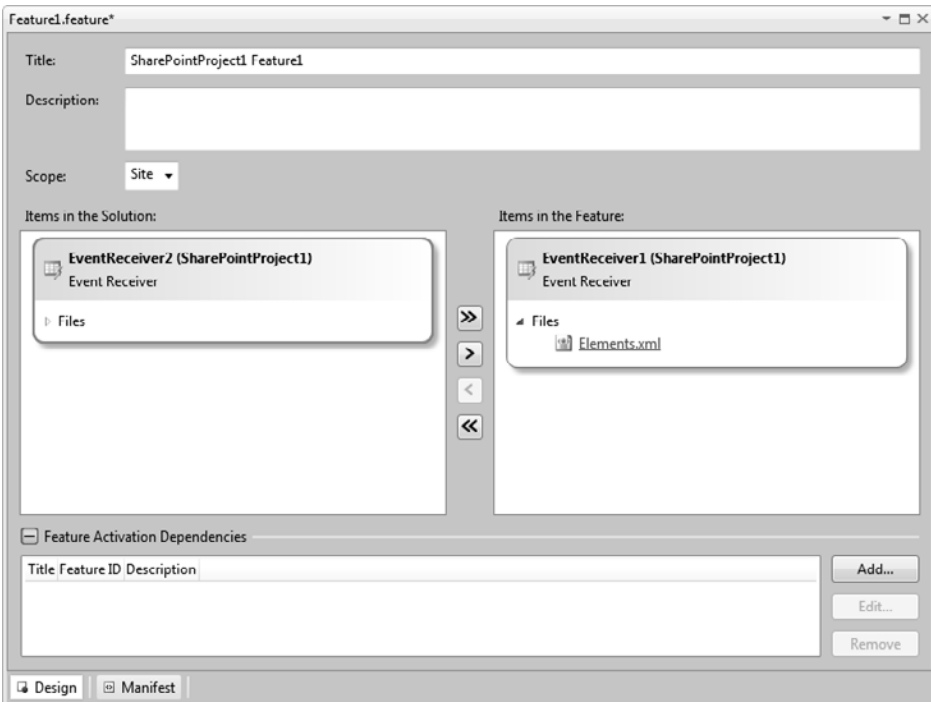 Feature1.feature*
Title: SharePointProject1 Feature1
Description:
Scope: Site
Items in the Solution:
EventReceiver2 (SharePointProject1)
Event Receiver
Files
Items in the Feature:
EventReceiver1 (SharePointProject1)
Event Receiver
Files
Elements.xml
Feature Activation Dependencies
Title Feature ID Description
Add...
Edit...
Remove
Design Manifest